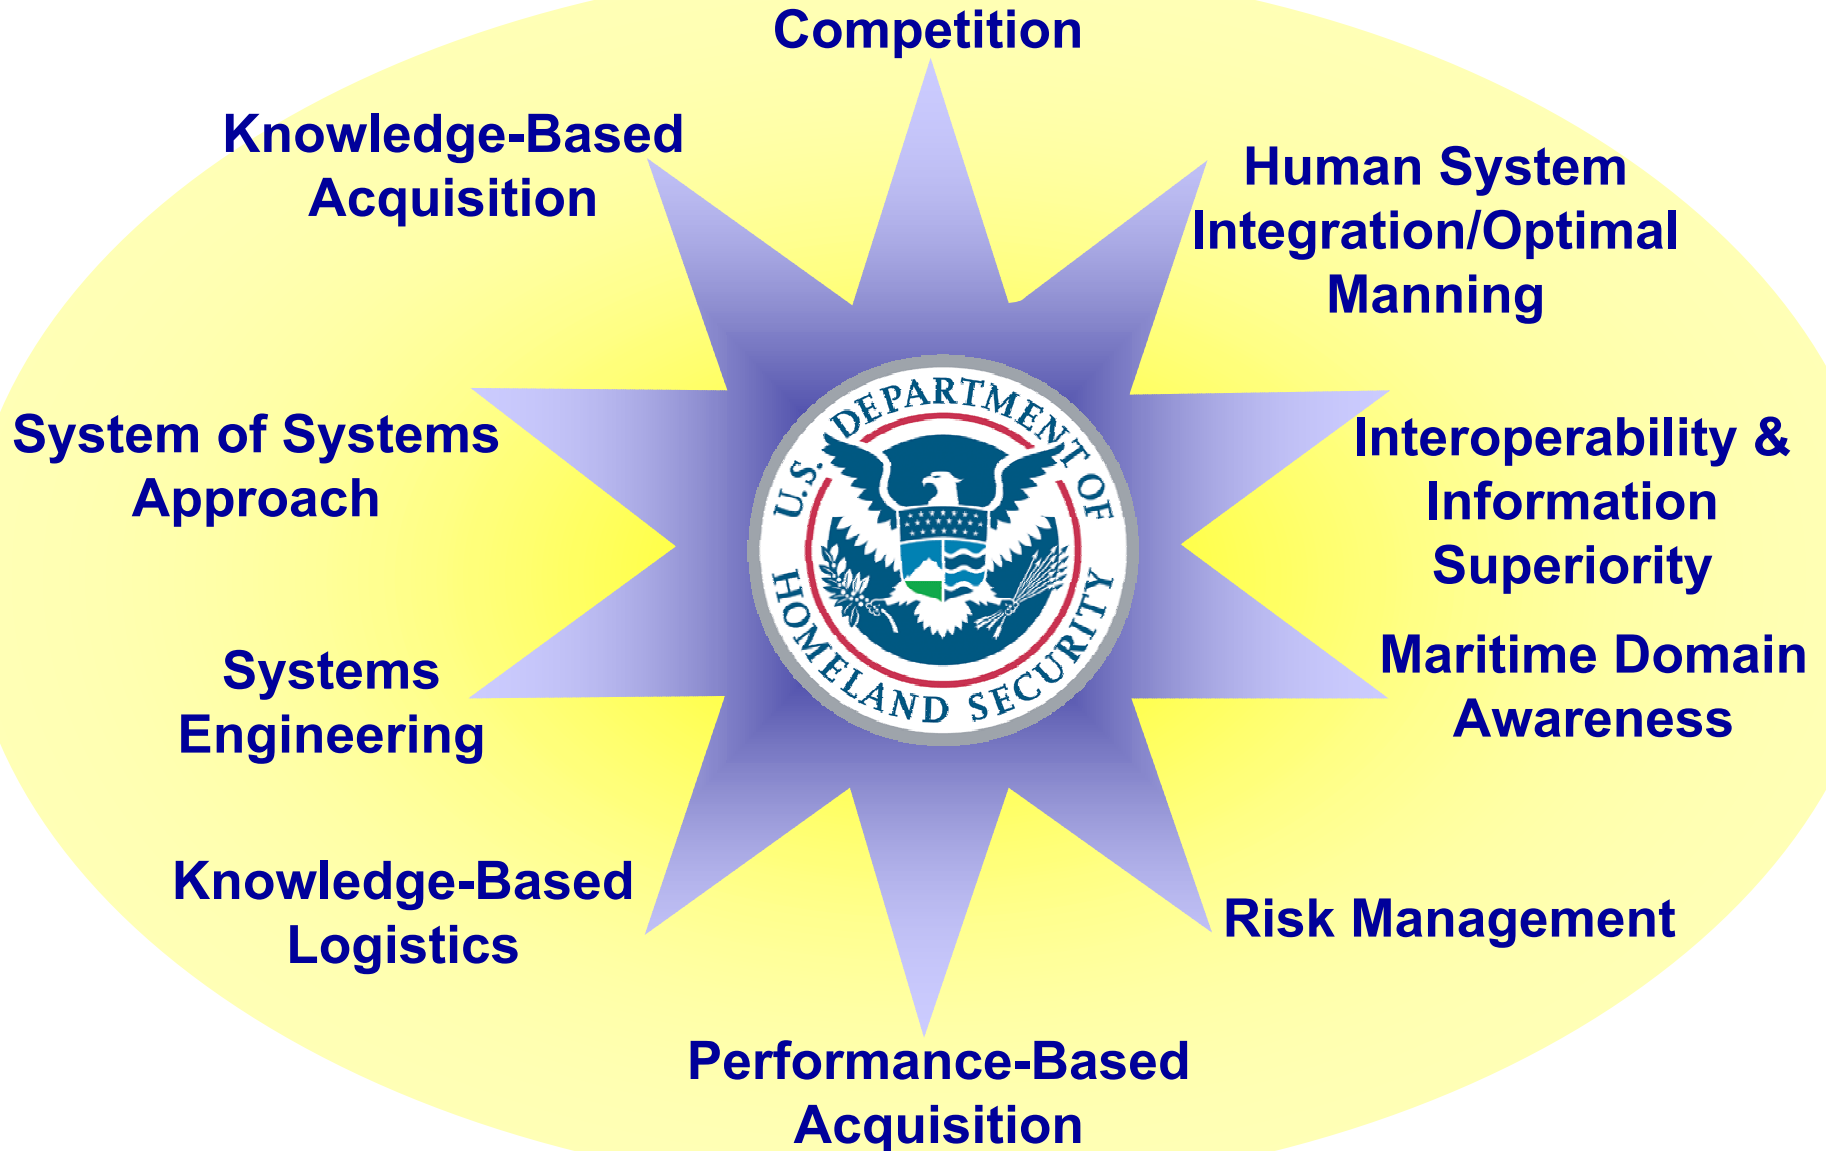 Competition
Knowledge-Based
Acquisition
Human System
Integration/Optimal
Manning
System of Systems
Approach
Interoperability &
Information
Superiority
U.S. DEPARTMENT OF
HOMELAND SECURITY
Systems
Engineering
Maritime Domain
Awareness
Knowledge-Based
Logistics
Risk Management
Performance-Based
Acquisition